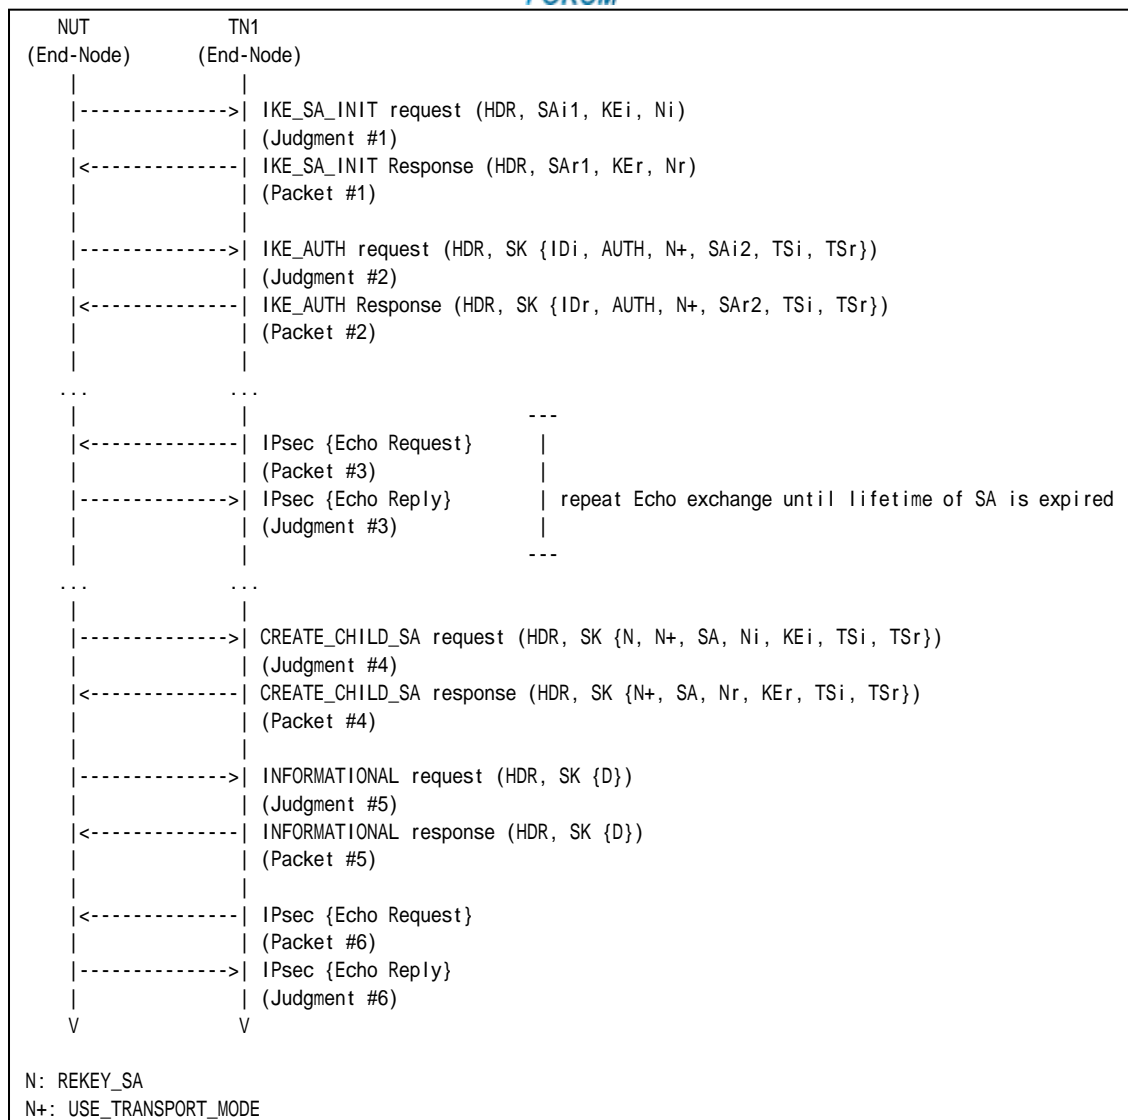 FORUM
NUT TN1
(End-Node) (End-Node)
| |
|-------------->| IKE_SA_INIT request (HDR, SAi1, KEi, Ni)
| | (Judgment #1)
|<--------------| IKE_SA_INIT Response (HDR, SAr1, KEr, Nr)
| | (Packet #1)
| |
|-------------->| IKE_AUTH request (HDR, SK {IDi, AUTH, N+, SAi2, TSi, TSr})
| | (Judgment #2)
|<--------------| IKE_AUTH Response (HDR, SK {IDr, AUTH, N+, SAr2, TSi, TSr})
| | (Packet #2)
| |
... ...
| | ---
|<--------------| IPsec {Echo Request} |
| | (Packet #3) |
|-------------->| IPsec {Echo Reply} | repeat Echo exchange until lifetime of SA is expired
| | (Judgment #3) |
| | ---
... ...
| |
|-------------->| CREATE_CHILD_SA request (HDR, SK {N, N+, SA, Ni, KEi, TSi, TSr})
| | (Judgment #4)
|<--------------| CREATE_CHILD_SA response (HDR, SK {N+, SA, Nr, KEr, TSi, TSr})
| | (Packet #4)
| |
|-------------->| INFORMATIONAL request (HDR, SK {D})
| | (Judgment #5)
|<--------------| INFORMATIONAL response (HDR, SK {D})
| | (Packet #5)
| |
|<--------------| IPsec {Echo Request}
| | (Packet #6)
|-------------->| IPsec {Echo Reply}
| | (Judgment #6)
V V
N: REKEY_SA
N+: USE_TRANSPORT_MODE